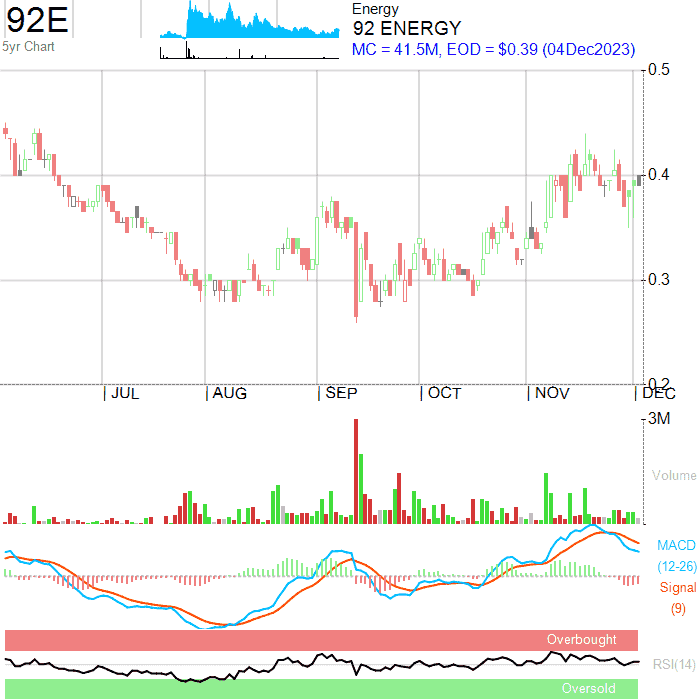 92E
5yr Chart
Energy
92 ENERGY
MC = 41.5M, EOD = $0.39 (04Dec2023)
0.5
0.4
0.3
0.2
JUL
AUG
SEP
OCT
NOV
DEC
3M
Volume
MACD
(12-26)
Signal
(9)
Overbought
RSI(14)
Oversold